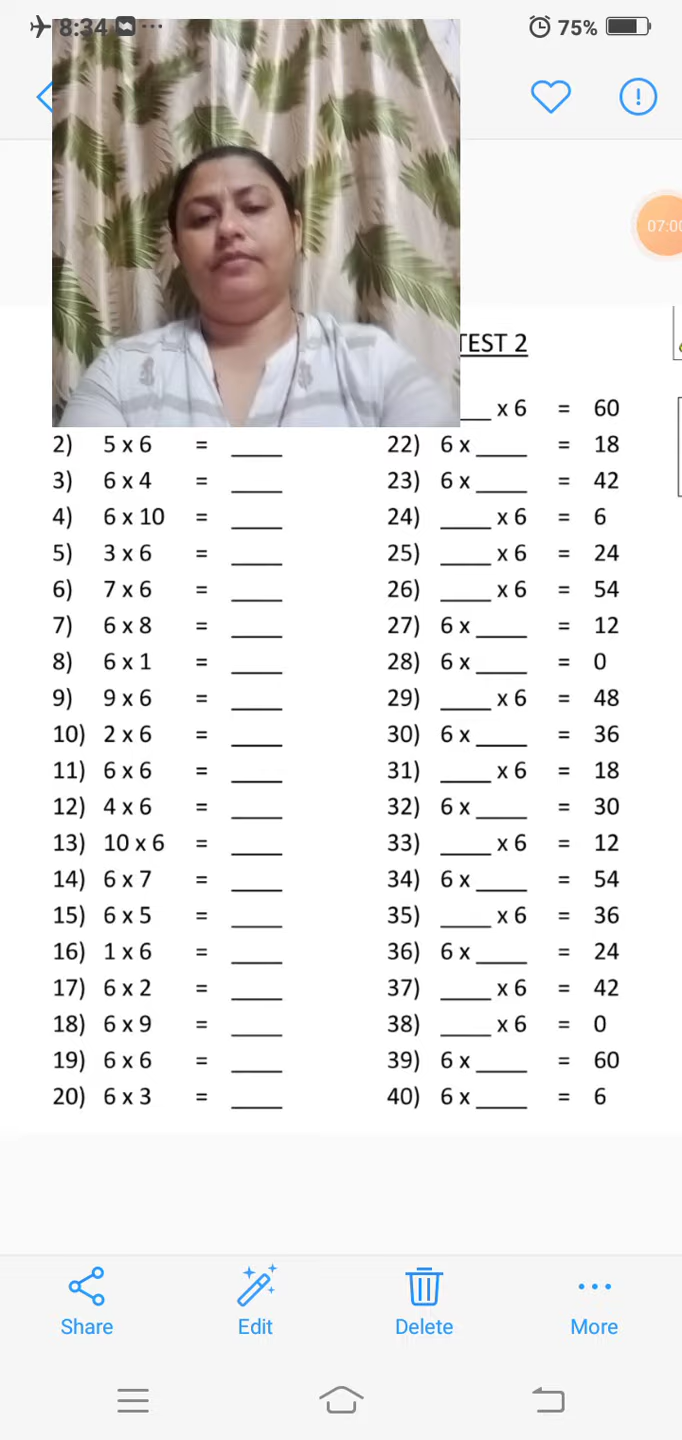 8:34 ... 75%
07:0
TEST 2
___ x 6 = 60
2) 5 x 6 = ____ 22) 6 x ____ = 18
3) 6 x 4 = ____ 23) 6 x ____ = 42
4) 6 x 10 = ____ 24) ____ x 6 = 6
5) 3 x 6 = ____ 25) ____ x 6 = 24
6) 7 x 6 = ____ 26) ____ x 6 = 54
7) 6 x 8 = ____ 27) 6 x ____ = 12
8) 6 x 1 = ____ 28) 6 x ____ = 0
9) 9 x 6 = ____ 29) ____ x 6 = 48
10) 2 x 6 = ____ 30) 6 x ____ = 36
11) 6 x 6 = ____ 31) ____ x 6 = 18
12) 4 x 6 = ____ 32) 6 x ____ = 30
13) 10 x 6 = ____ 33) ____ x 6 = 12
14) 6 x 7 = ____ 34) 6 x ____ = 54
15) 6 x 5 = ____ 35) ____ x 6 = 36
16) 1 x 6 = ____ 36) 6 x ____ = 24
17) 6 x 2 = ____ 37) ____ x 6 = 42
18) 6 x 9 = ____ 38) ____ x 6 = 0
19) 6 x 6 = ____ 39) 6 x ____ = 60
20) 6 x 3 = ____ 40) 6 x ____ = 6
Share Edit Delete More